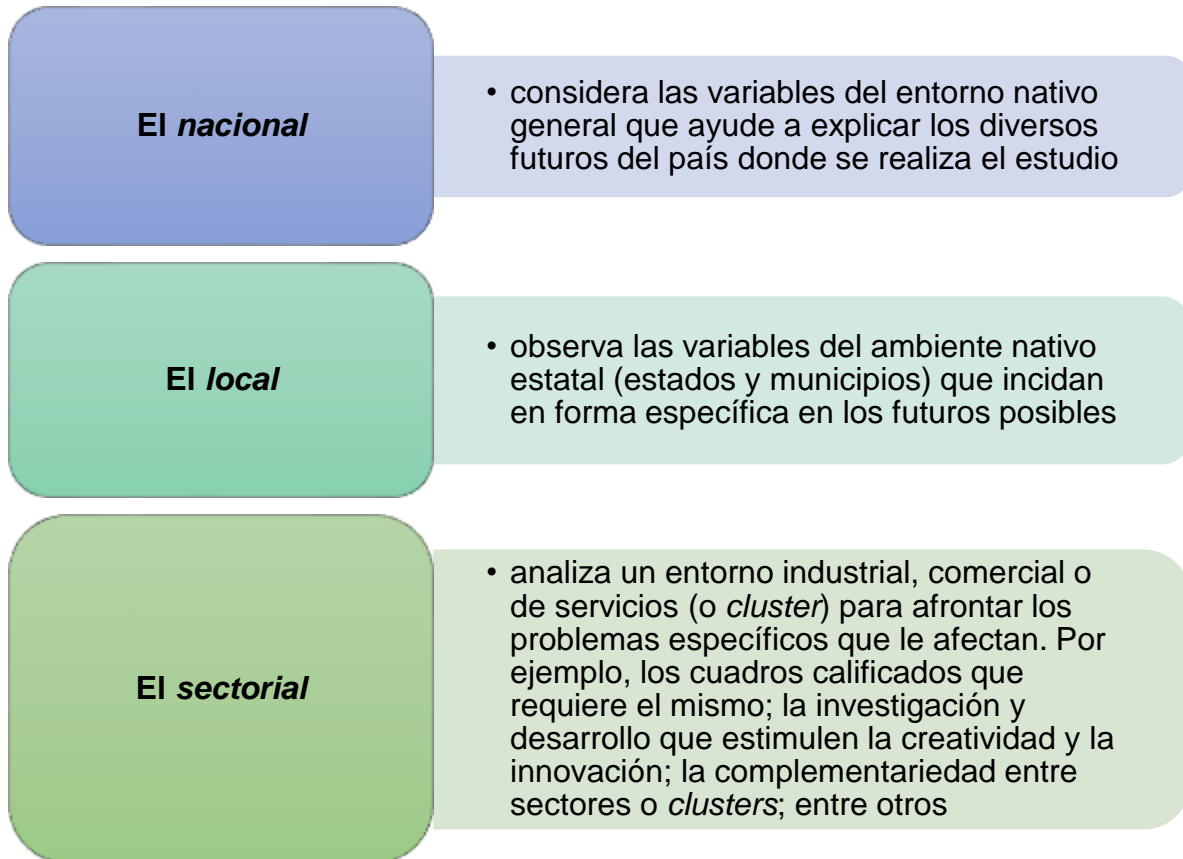 El nacional
• considera las variables del entorno nativo
general que ayude a explicar los diversos
futuros del país donde se realiza el estudio
El local
• observa las variables del ambiente nativo
estatal (estados y municipios) que incidan
en forma específica en los futuros posibles
El sectorial
• analiza un entorno industrial, comercial o
de servicios (o cluster) para afrontar los
problemas específicos que le afectan. Por
ejemplo, los cuadros calificados que
requiere el mismo; la investigación y
desarrollo que estimulen la creatividad y la
innovación; la complementariedad entre
sectores o clusters; entre otros